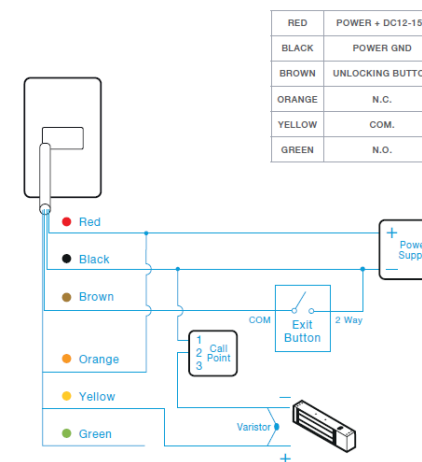 RED POWER + DC12-15
BLACK POWER GND
BROWN UNLOCKING BUTTO
ORANGE N.C.
YELLOW COM.
GREEN N.O.
Red
+
Black
Powe
Supp
−
Brown
COM
Exit
Button
2 Way
1
2
3
Call
Point
Orange
Yellow
−
Varistor
Green
+